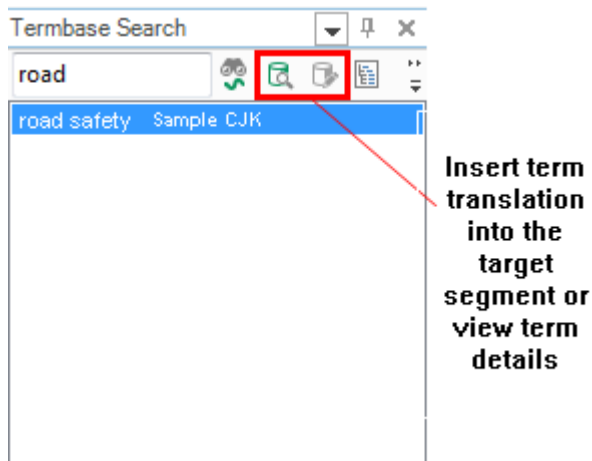 Termbase Search
road
road safety Sample CJK
Insert term
translation
into the
target
segment or
view term
details